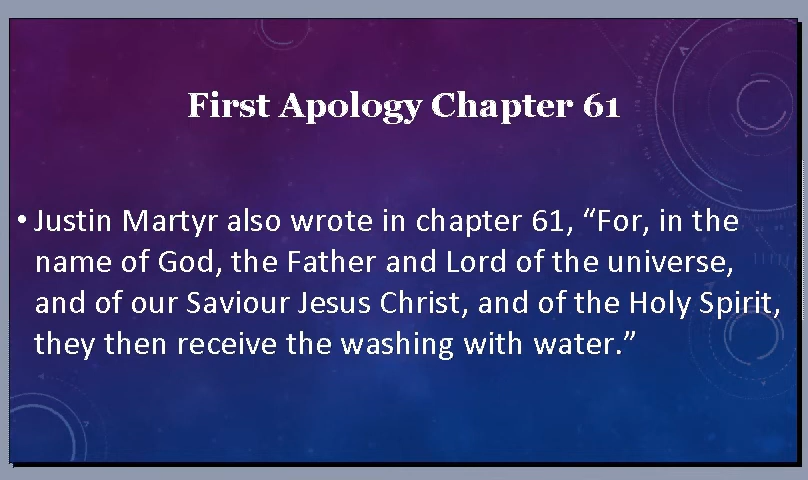 First Apology Chapter 61
• Justin Martyr also wrote in chapter 61, “For, in the
name of God, the Father and Lord of the universe,
and of our Saviour Jesus Christ, and of the Holy Spirit,
they then receive the washing with water.”